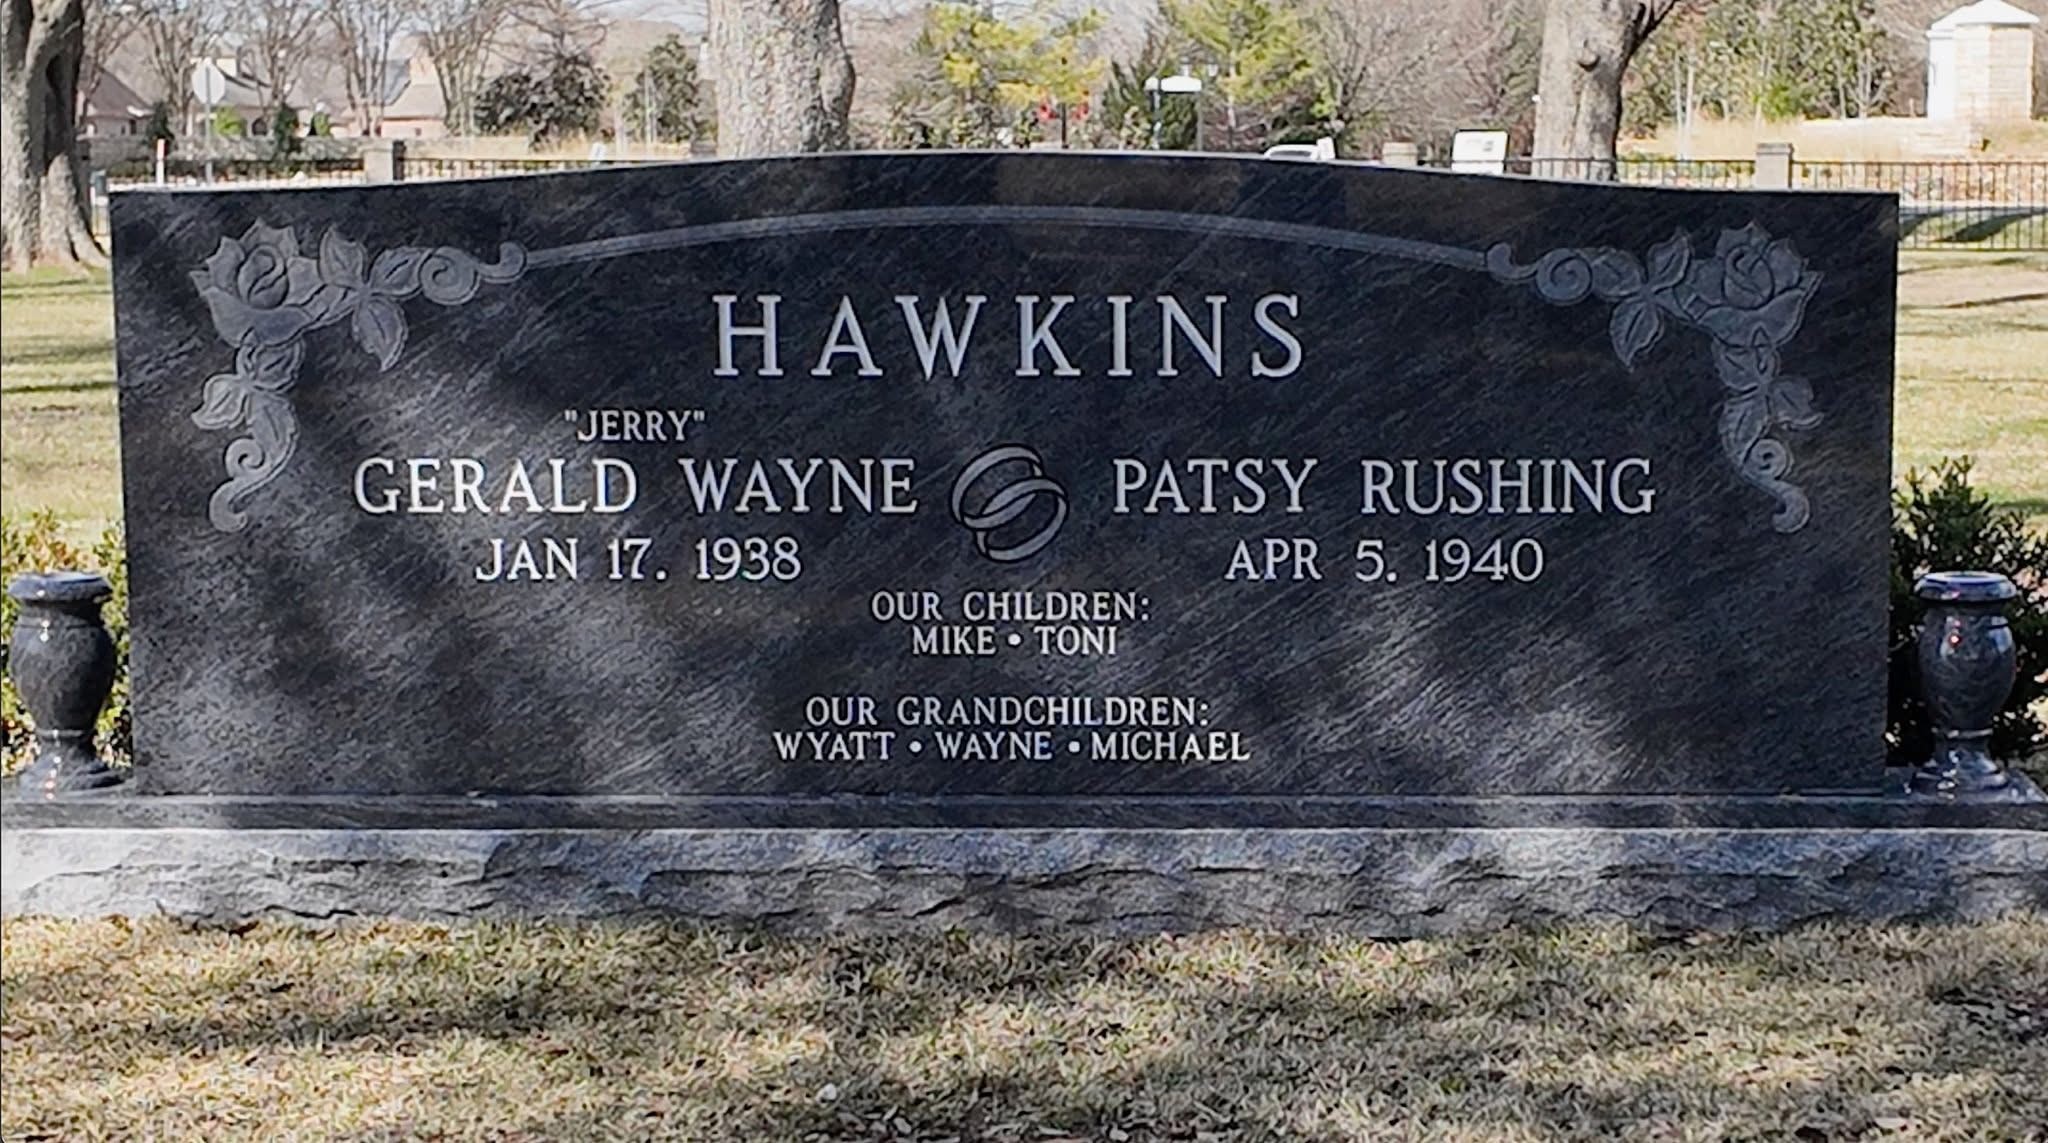 HAWKINS
"JERRY"
GERALD WAYNE PATSY RUSHING
JAN 17. 1938 APR 5. 1940
OUR CHILDREN:
MIKE • TONI
OUR GRANDCHILDREN:
WYATT • WAYNE • MICHAEL